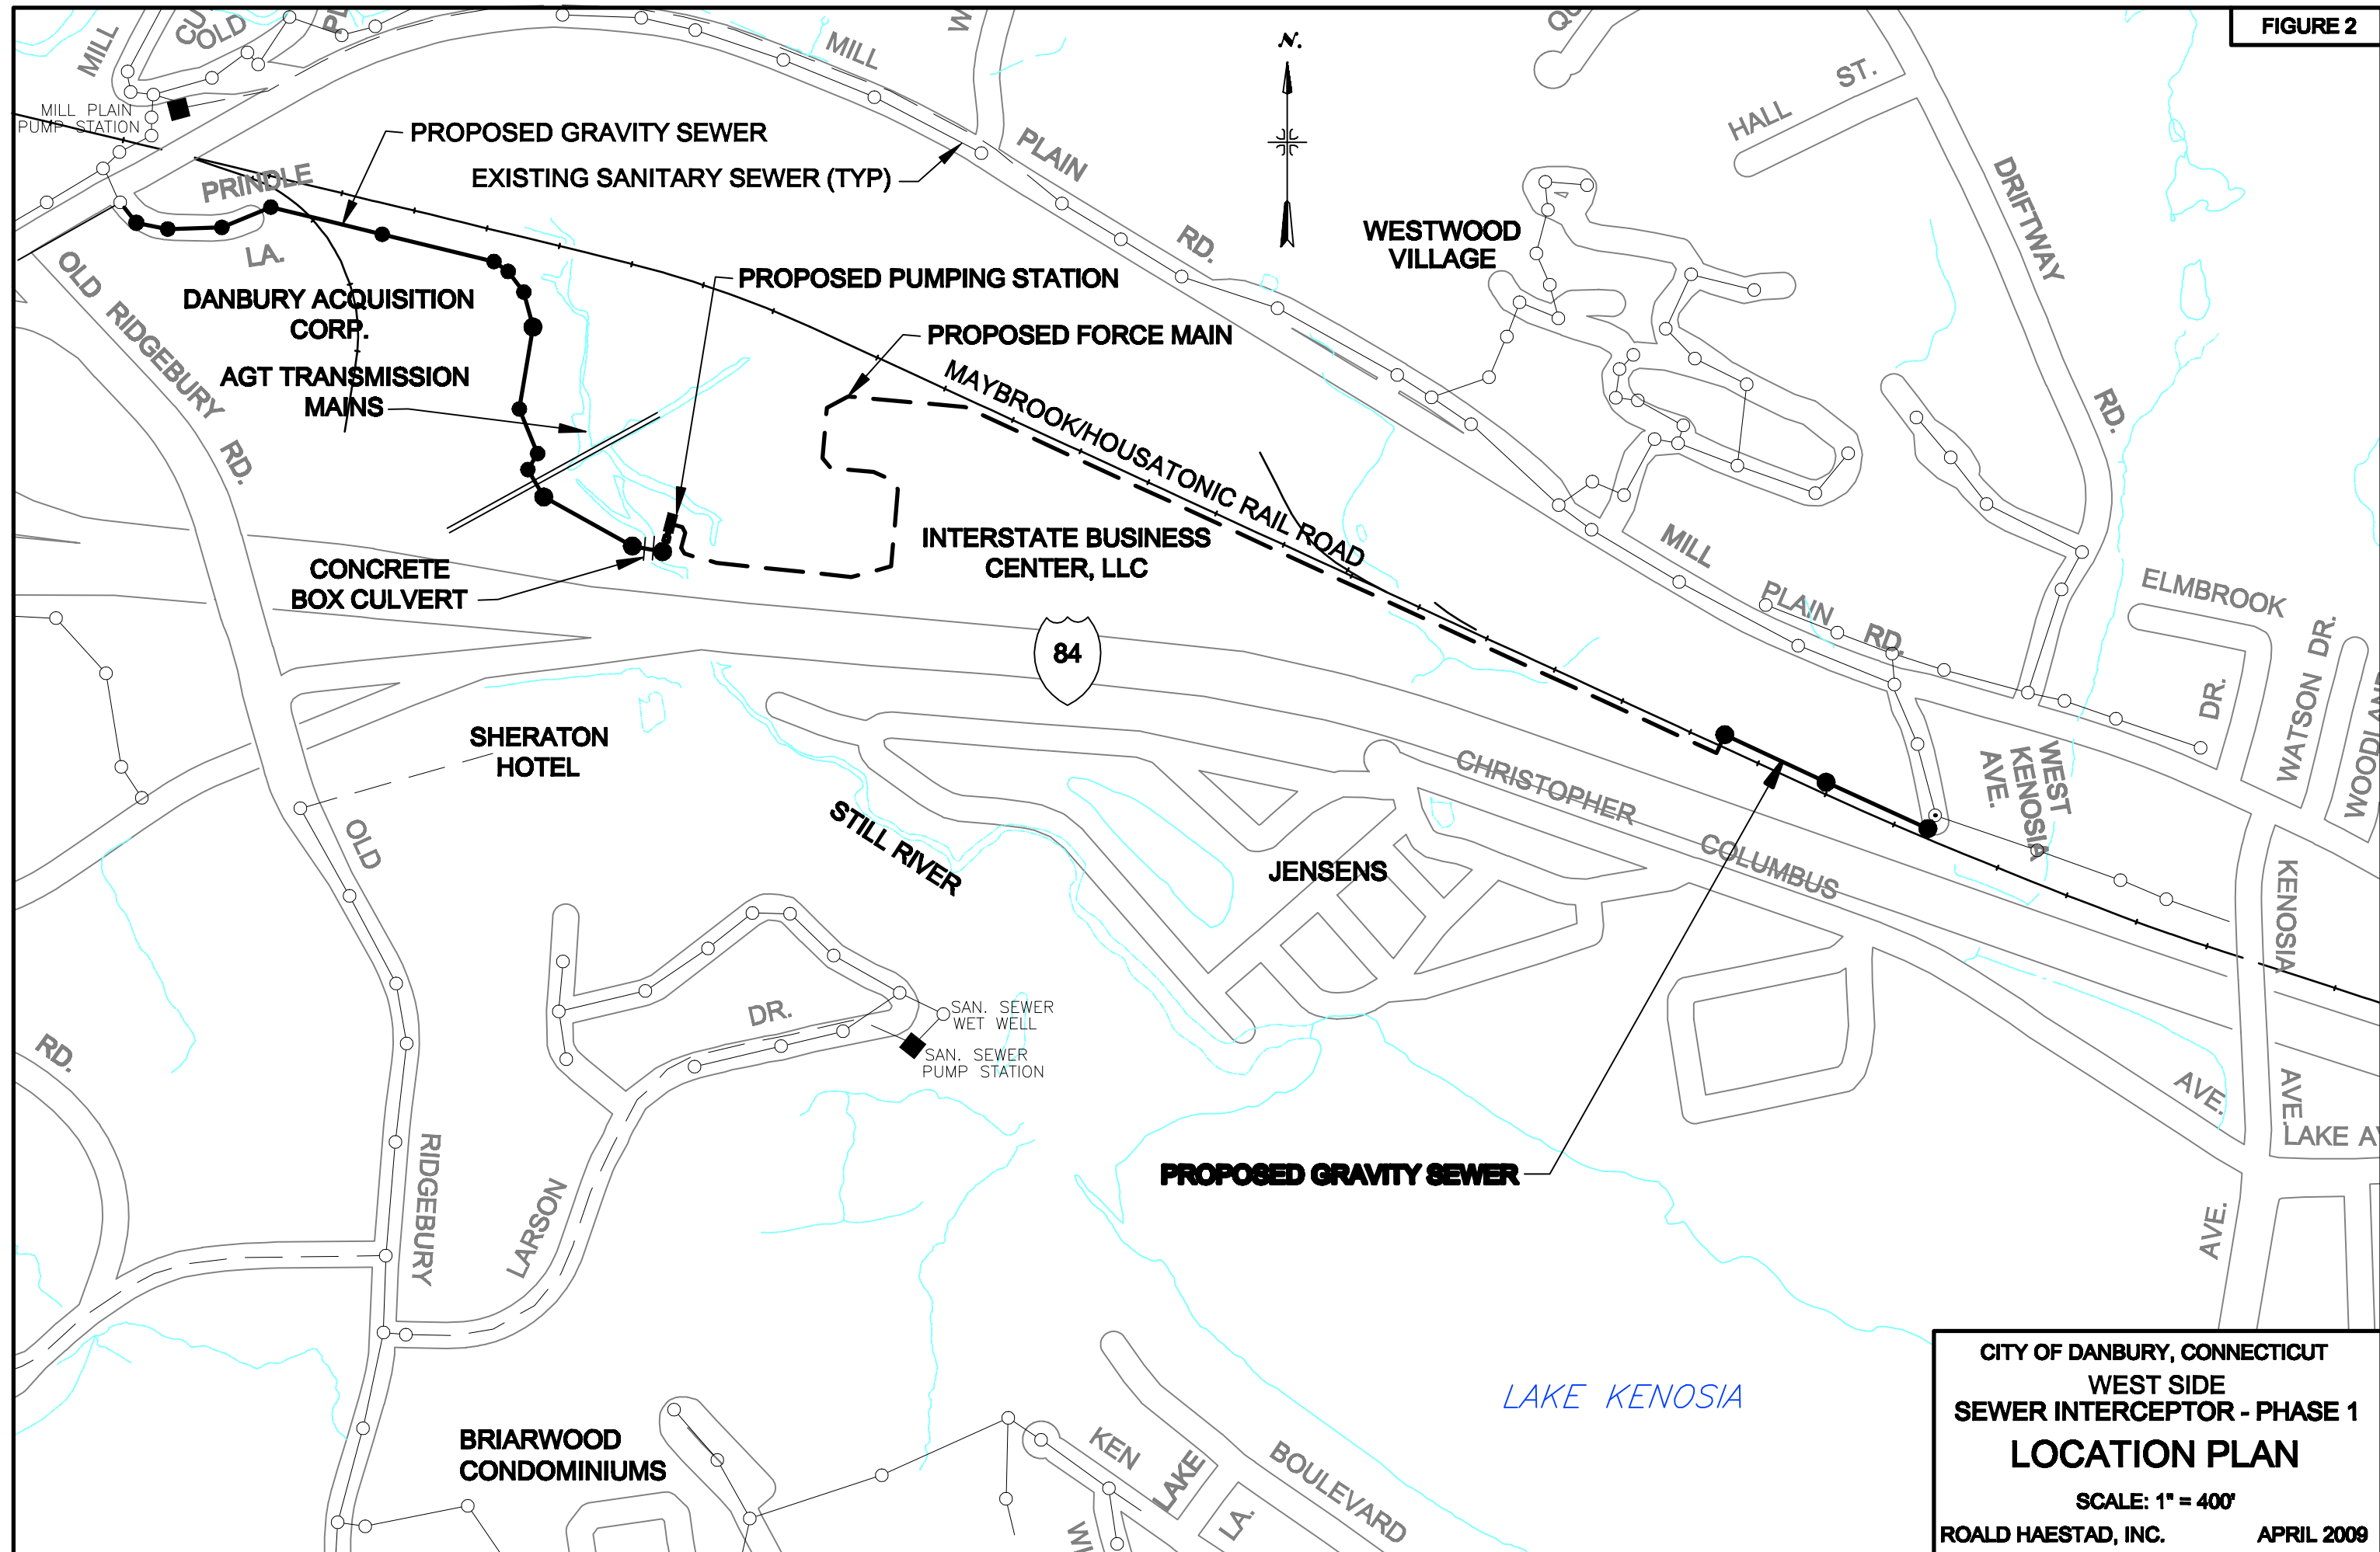 FIGURE 2
MILL
COLD
MILL
N.
HALL ST.
MILL PLAIN
PUMP STATION
PROPOSED GRAVITY SEWER
EXISTING SANITARY SEWER (TYP)
PLAIN
RD.
PRINDLE
LA.
WESTWOOD
VILLAGE
DRIFTWAY
RD.
PROPOSED PUMPING STATION
DANBURY ACQUISITION
CORP.
OLD RIDGEBURY RD.
PROPOSED FORCE MAIN
AGT TRANSMISSION
MAINS
MAYBROOK/HOUSATONIC RAIL ROAD
INTERSTATE BUSINESS
CENTER, LLC
CONCRETE
BOX CULVERT
MILL
PLAIN
RD.
ELMBROOK
DR.
WATSON DR.
84
SHERATON
HOTEL
WEST
KENOSIA
AVE.
CHRISTOPHER
COLUMBUS
AVE.
STILL RIVER
JENSENS
OLD
RIDGEBURY
KENOSIA
AVE.
DR.
SAN. SEWER
WET WELL
SAN. SEWER
PUMP STATION
RD.
LARSON
LAKE
AVE.
PROPOSED GRAVITY SEWER
LAKE KENOSIA
BRIARWOOD
CONDOMINIUMS
KEN
LAKE
LA.
BOULEVARD
CITY OF DANBURY, CONNECTICUT
WEST SIDE
SEWER INTERCEPTOR - PHASE 1
LOCATION PLAN
SCALE: 1" = 400'
ROALD HAESTAD, INC. APRIL 2009